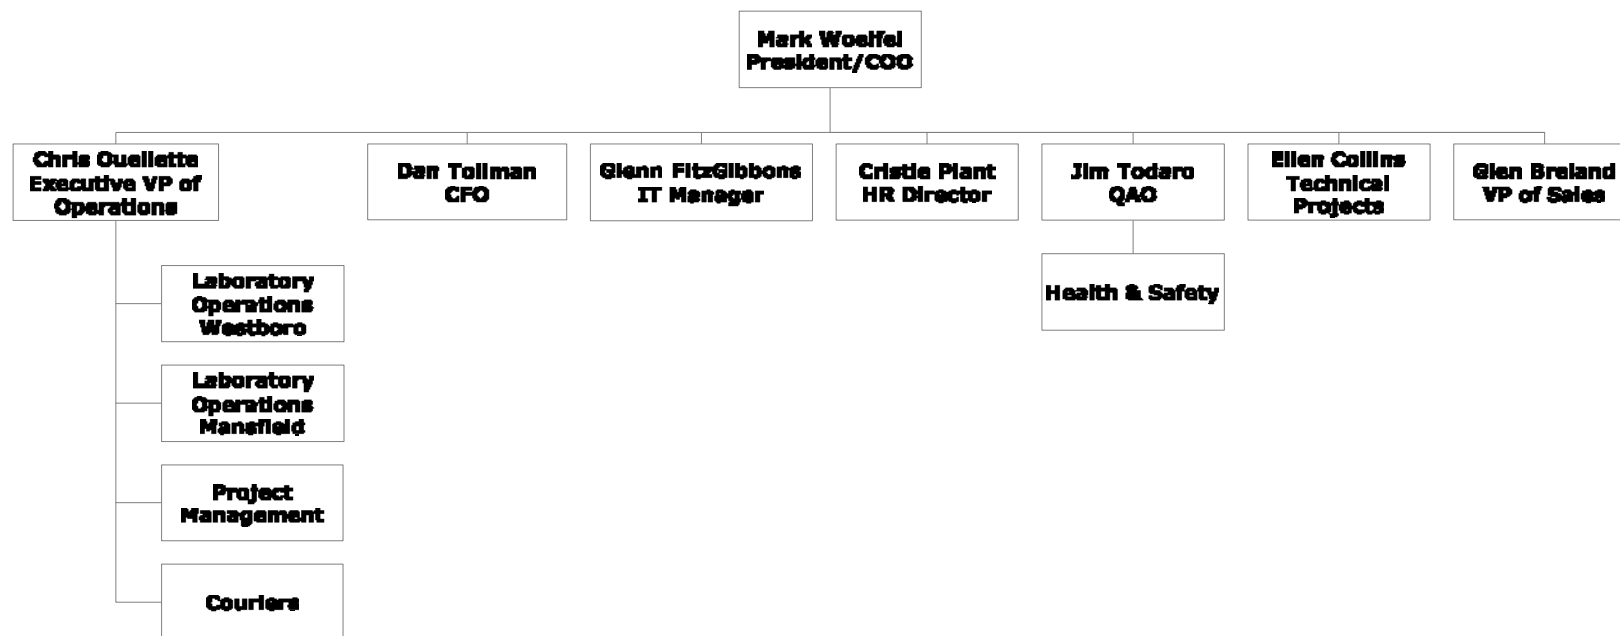 Mark Woelfel
President/COO
Chris Ouellette
Executive VP of
Operations
Dan Tollman
CFO
Glenn FitzGibbons
IT Manager
Cristie Plant
HR Director
Jim Todaro
QAO
Ellen Collins
Technical
Projects
Glen Breland
VP of Sales
Laboratory
Operations
Westboro
Health & Safety
Laboratory
Operations
Mansfield
Project
Management
Couriers